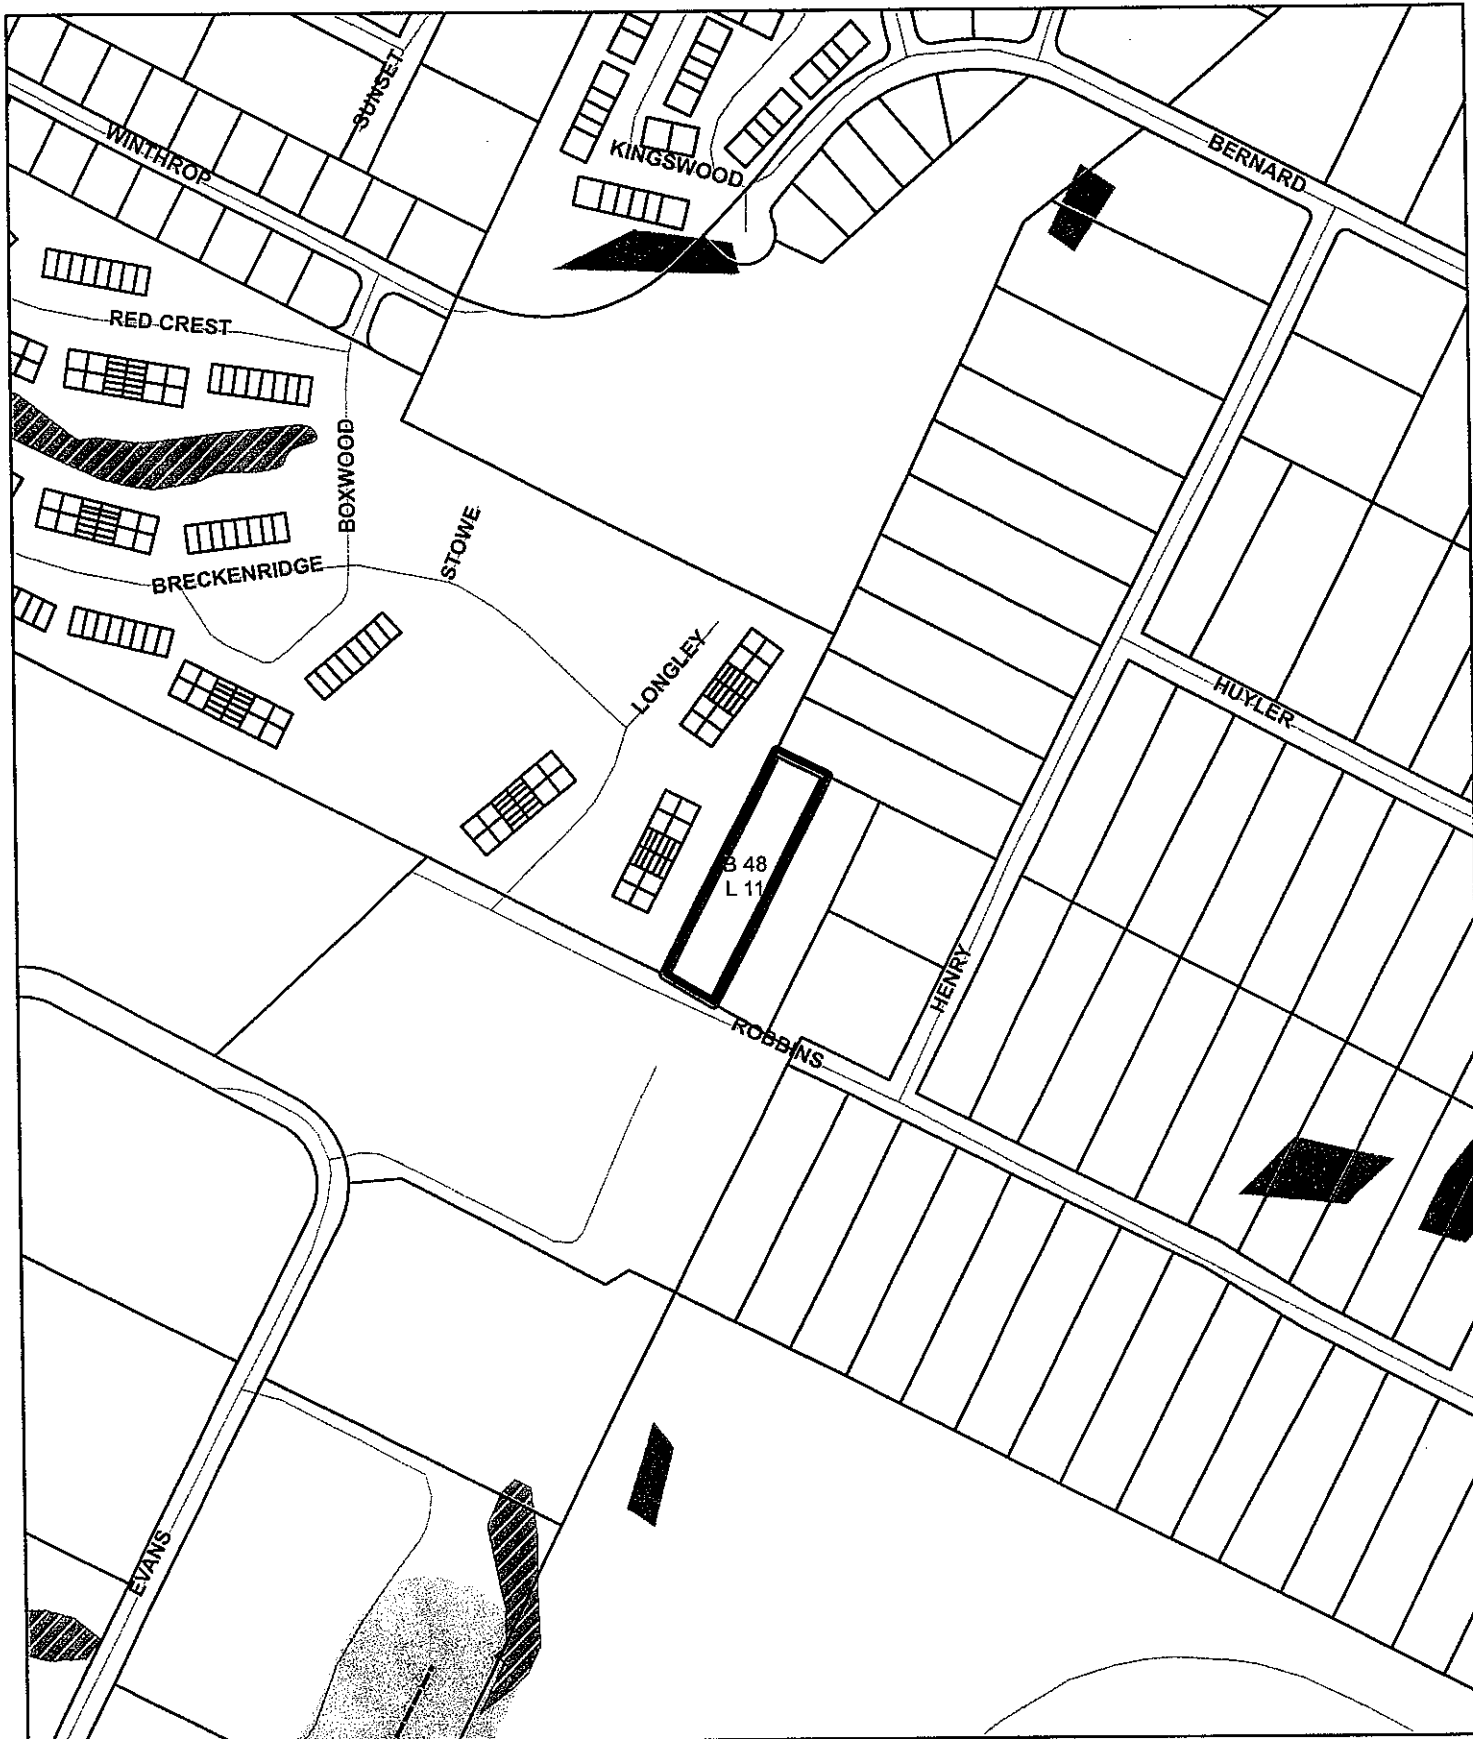 SUNSET
WINTHROP
KINGSWOOD
BERNARD
RED CREST
BOXWOOD
STOWE
BRECKENRIDGE
LONGLEY
HUYLER
B 48
L 11
HENRY
ROBBINS
EVANS